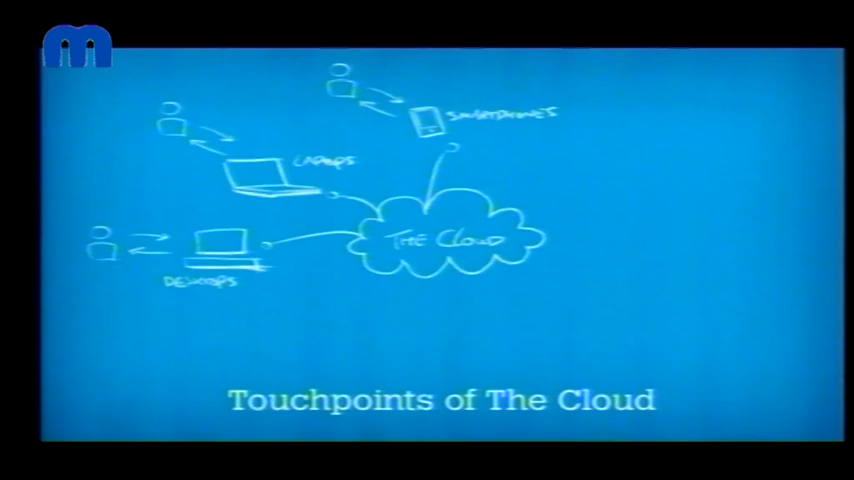 m
SMARTPHONES
LAPTOPS
THE CLOUD
DESKTOPS
Touchpoints of The Cloud